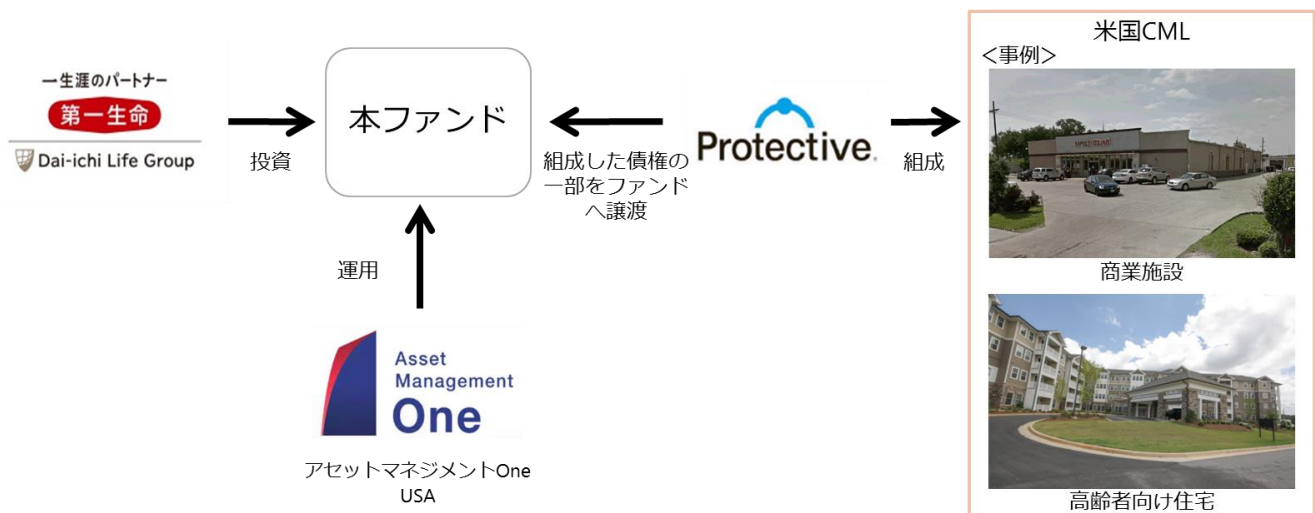 一生涯のパートナー
第一生命
Dai-ichi Life Group
投資
本ファンド
組成した債権の
一部をファンド
へ譲渡
Protective.
組成
運用
Asset
Management
One
アセットマネジメントOne
USA
米国CML
＜事例＞
商業施設
高齢者向け住宅